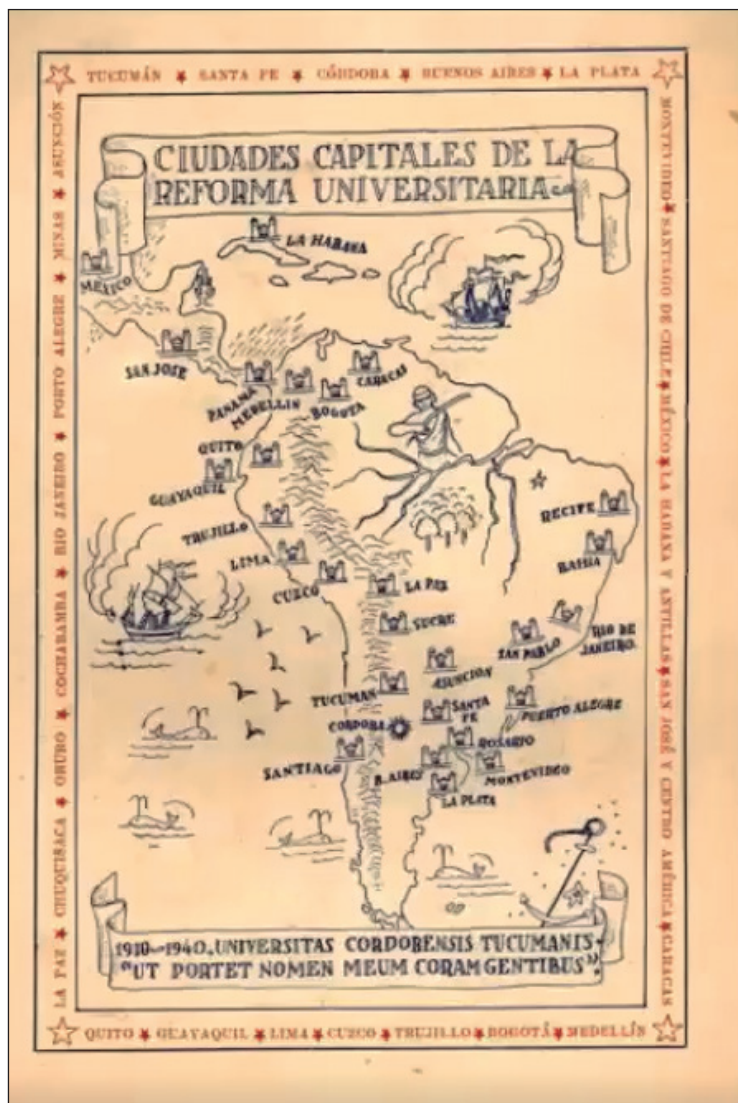 TUCUMÁN ★ SANTA FE ★ CÓRDOBA ★ BUENOS AIRES ★ LA PLATA
MONTEVIDEO ★ SANTIAGO DE CHILE ★ MÉXICO ★ LA HABANA Y ANTILLAS ★ SAN JOSÉ Y CENTRO AMÉRICA ★ CARACAS
QUITO ★ GUAYAQUIL ★ LIMA ★ CUZCO ★ TRUJILLO ★ BOGOTÁ ★ MEDELLÍN
LA PAZ ★ CHUQUISACA ★ ORURO ★ COCHABAMBA ★ RIO JANEIRO ★ PORTO ALEGRE ★ MINAS ★ ASUNCIÓN
CIUDADES CAPITALES DE LA
REFORMA UNIVERSITARIA
LA HABANA
MEXICO
SAN JOSE
PANAMA
MEDELLIN
BOGOTA
CARACAS
QUITO
GUAYAQUIL
TRUJILLO
LIMA
CUZCO
LA PAZ
SUCRE
RECIFE
BAHIA
RIO DE
JANEIRO.
SAN PABLO
ASUNCION
TUCUMAN
SANTA
FE
PUERTO ALEGRE
CORDOBA
ROSARIO
SANTIAGO
B. AIRES
MONTEVIDEO
LA PLATA
1918-1940. UNIVERSITAS CORDOBENSIS TUCUMANIS-
"UT PORTET NOMEN MEUM CORAM GENTIBUS".